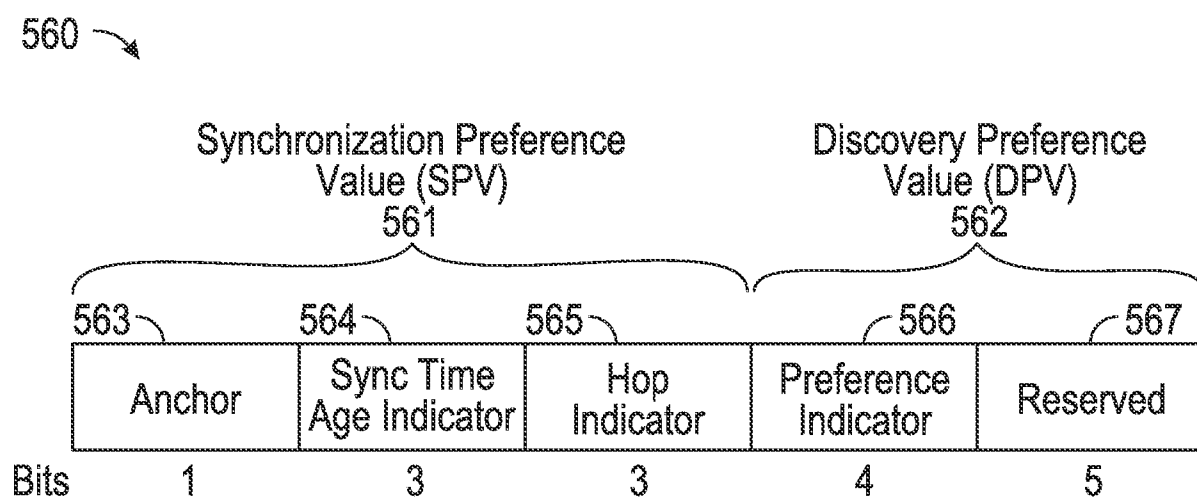 560
Synchronization Preference
Value (SPV)
561
Discovery Preference
Value (DPV)
562
563 564 565 566 567
Anchor
Sync Time
Age Indicator
Hop
Indicator
Preference
Indicator
Reserved
Bits 1 3 3 4 5